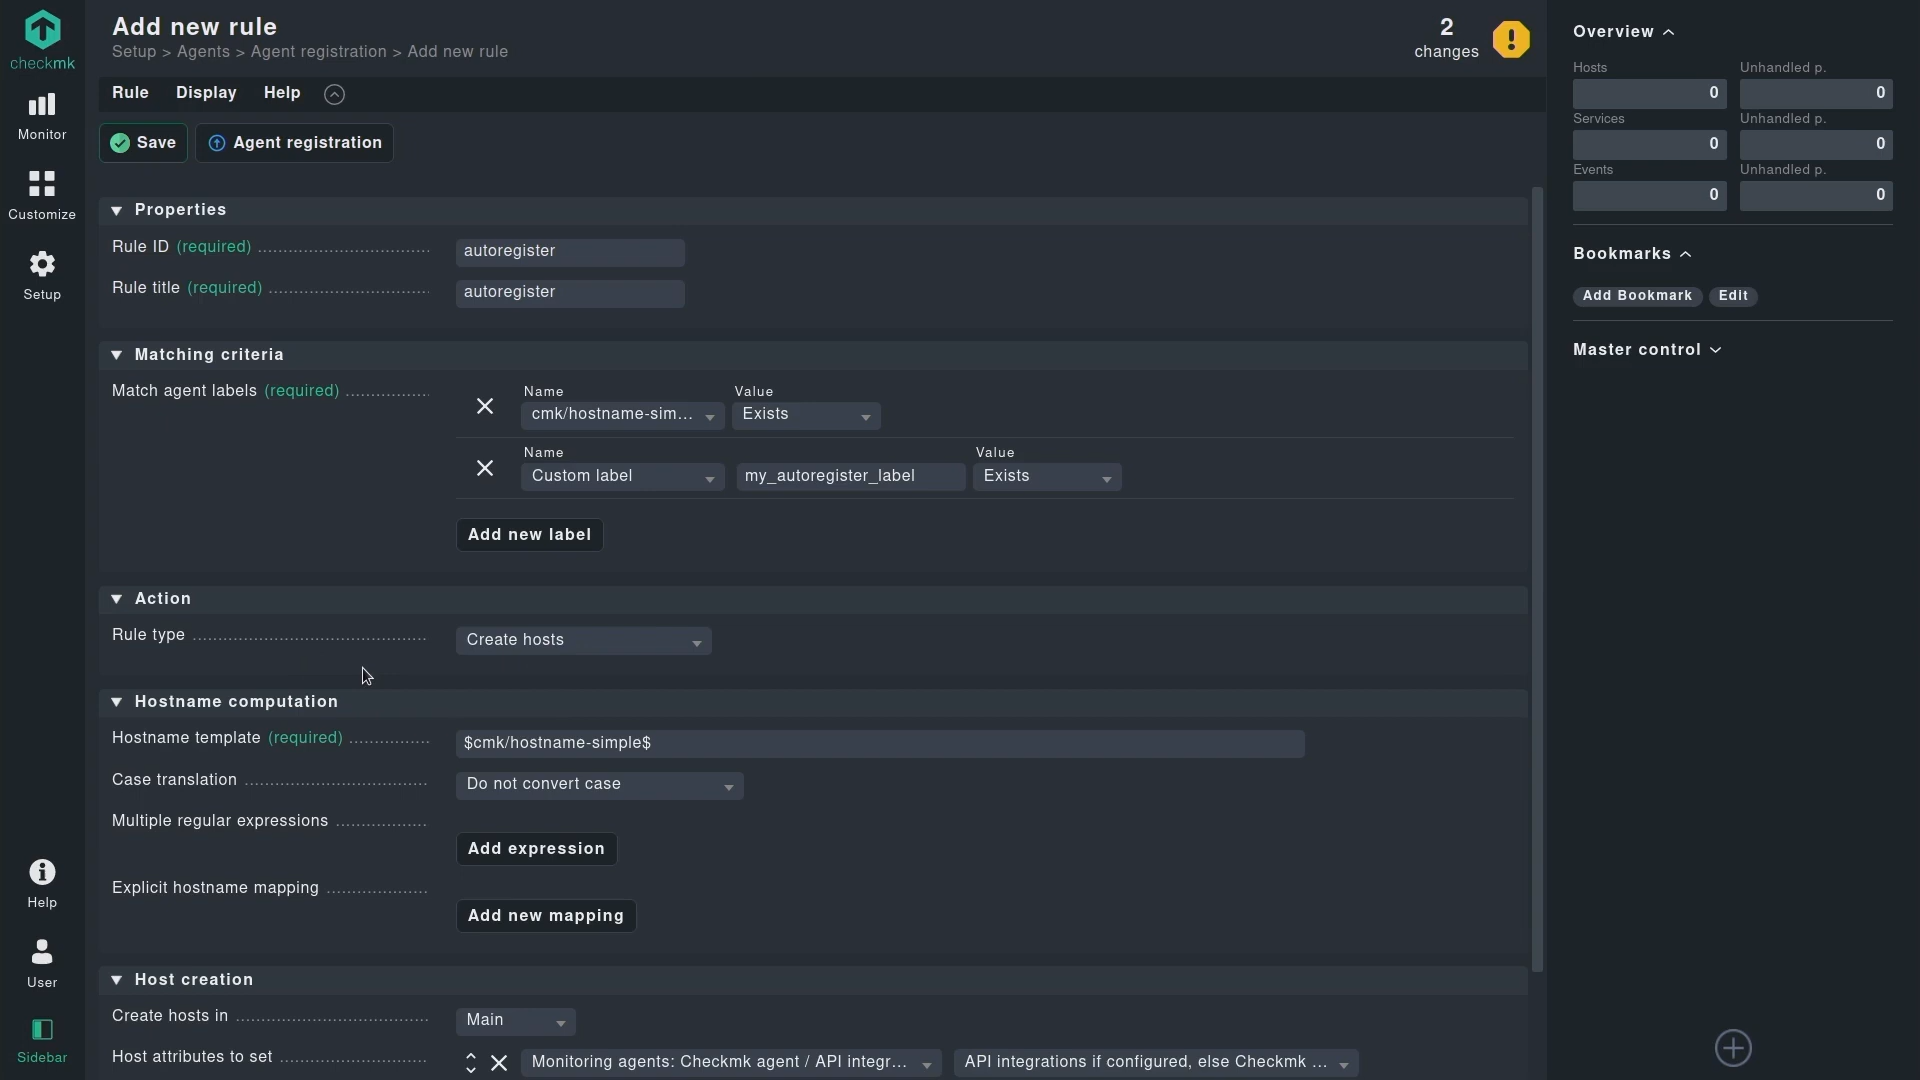 Add new rule
Setup > Agents > Agent registration > Add new rule
2
changes
checkmk
Monitor
Customize
Setup
Help
User
Sidebar
Rule Display Help
Save Agent registration
Properties
Rule ID (required) autoregister
Rule title (required) autoregister
Matching criteria
Match agent labels (required)
Name Value
cmk/hostname-sim... Exists
Name Value
Custom label my_autoregister_label Exists
Add new label
Action
Rule type Create hosts
Hostname computation
Hostname template (required) $cmk/hostname-simple$
Case translation Do not convert case
Multiple regular expressions
Add expression
Explicit hostname mapping
Add new mapping
Host creation
Create hosts in Main
Host attributes to set Monitoring agents: Checkmk agent / API integr... API integrations if configured, else Checkmk ...
Overview
Hosts Unhandled p.
0 0
Services Unhandled p.
0 0
Events Unhandled p.
0 0
Bookmarks
Add Bookmark Edit
Master control